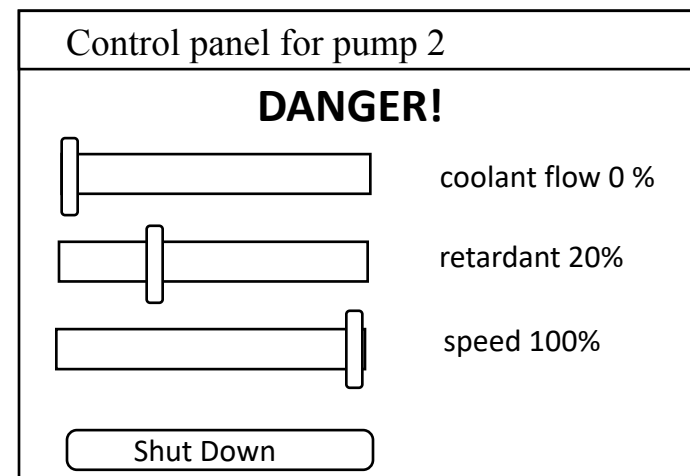 Control panel for pump 2
DANGER!
coolant flow 0 %
retardant 20%
speed 100%
Shut Down